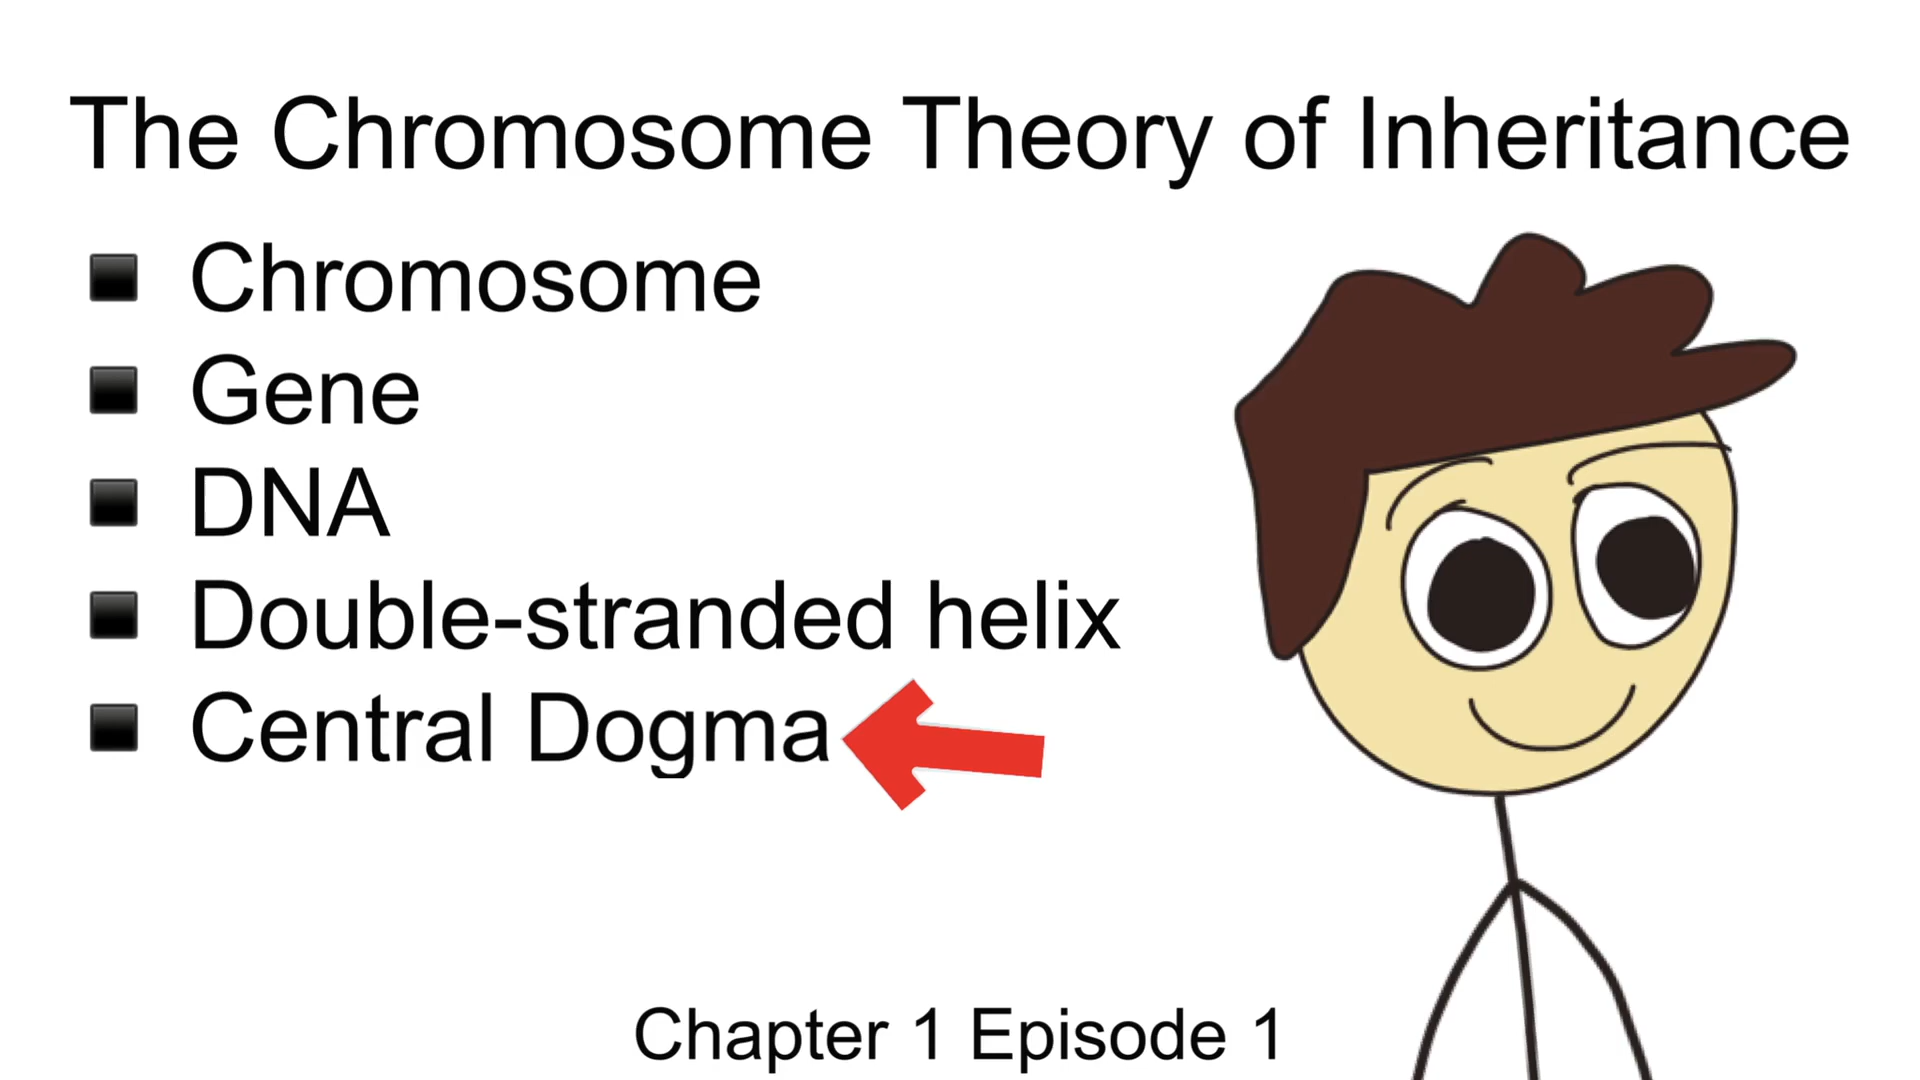 The Chromosome Theory of Inheritance
Chromosome
Gene
DNA
Double-stranded helix
Central Dogma
Chapter 1 Episode 1